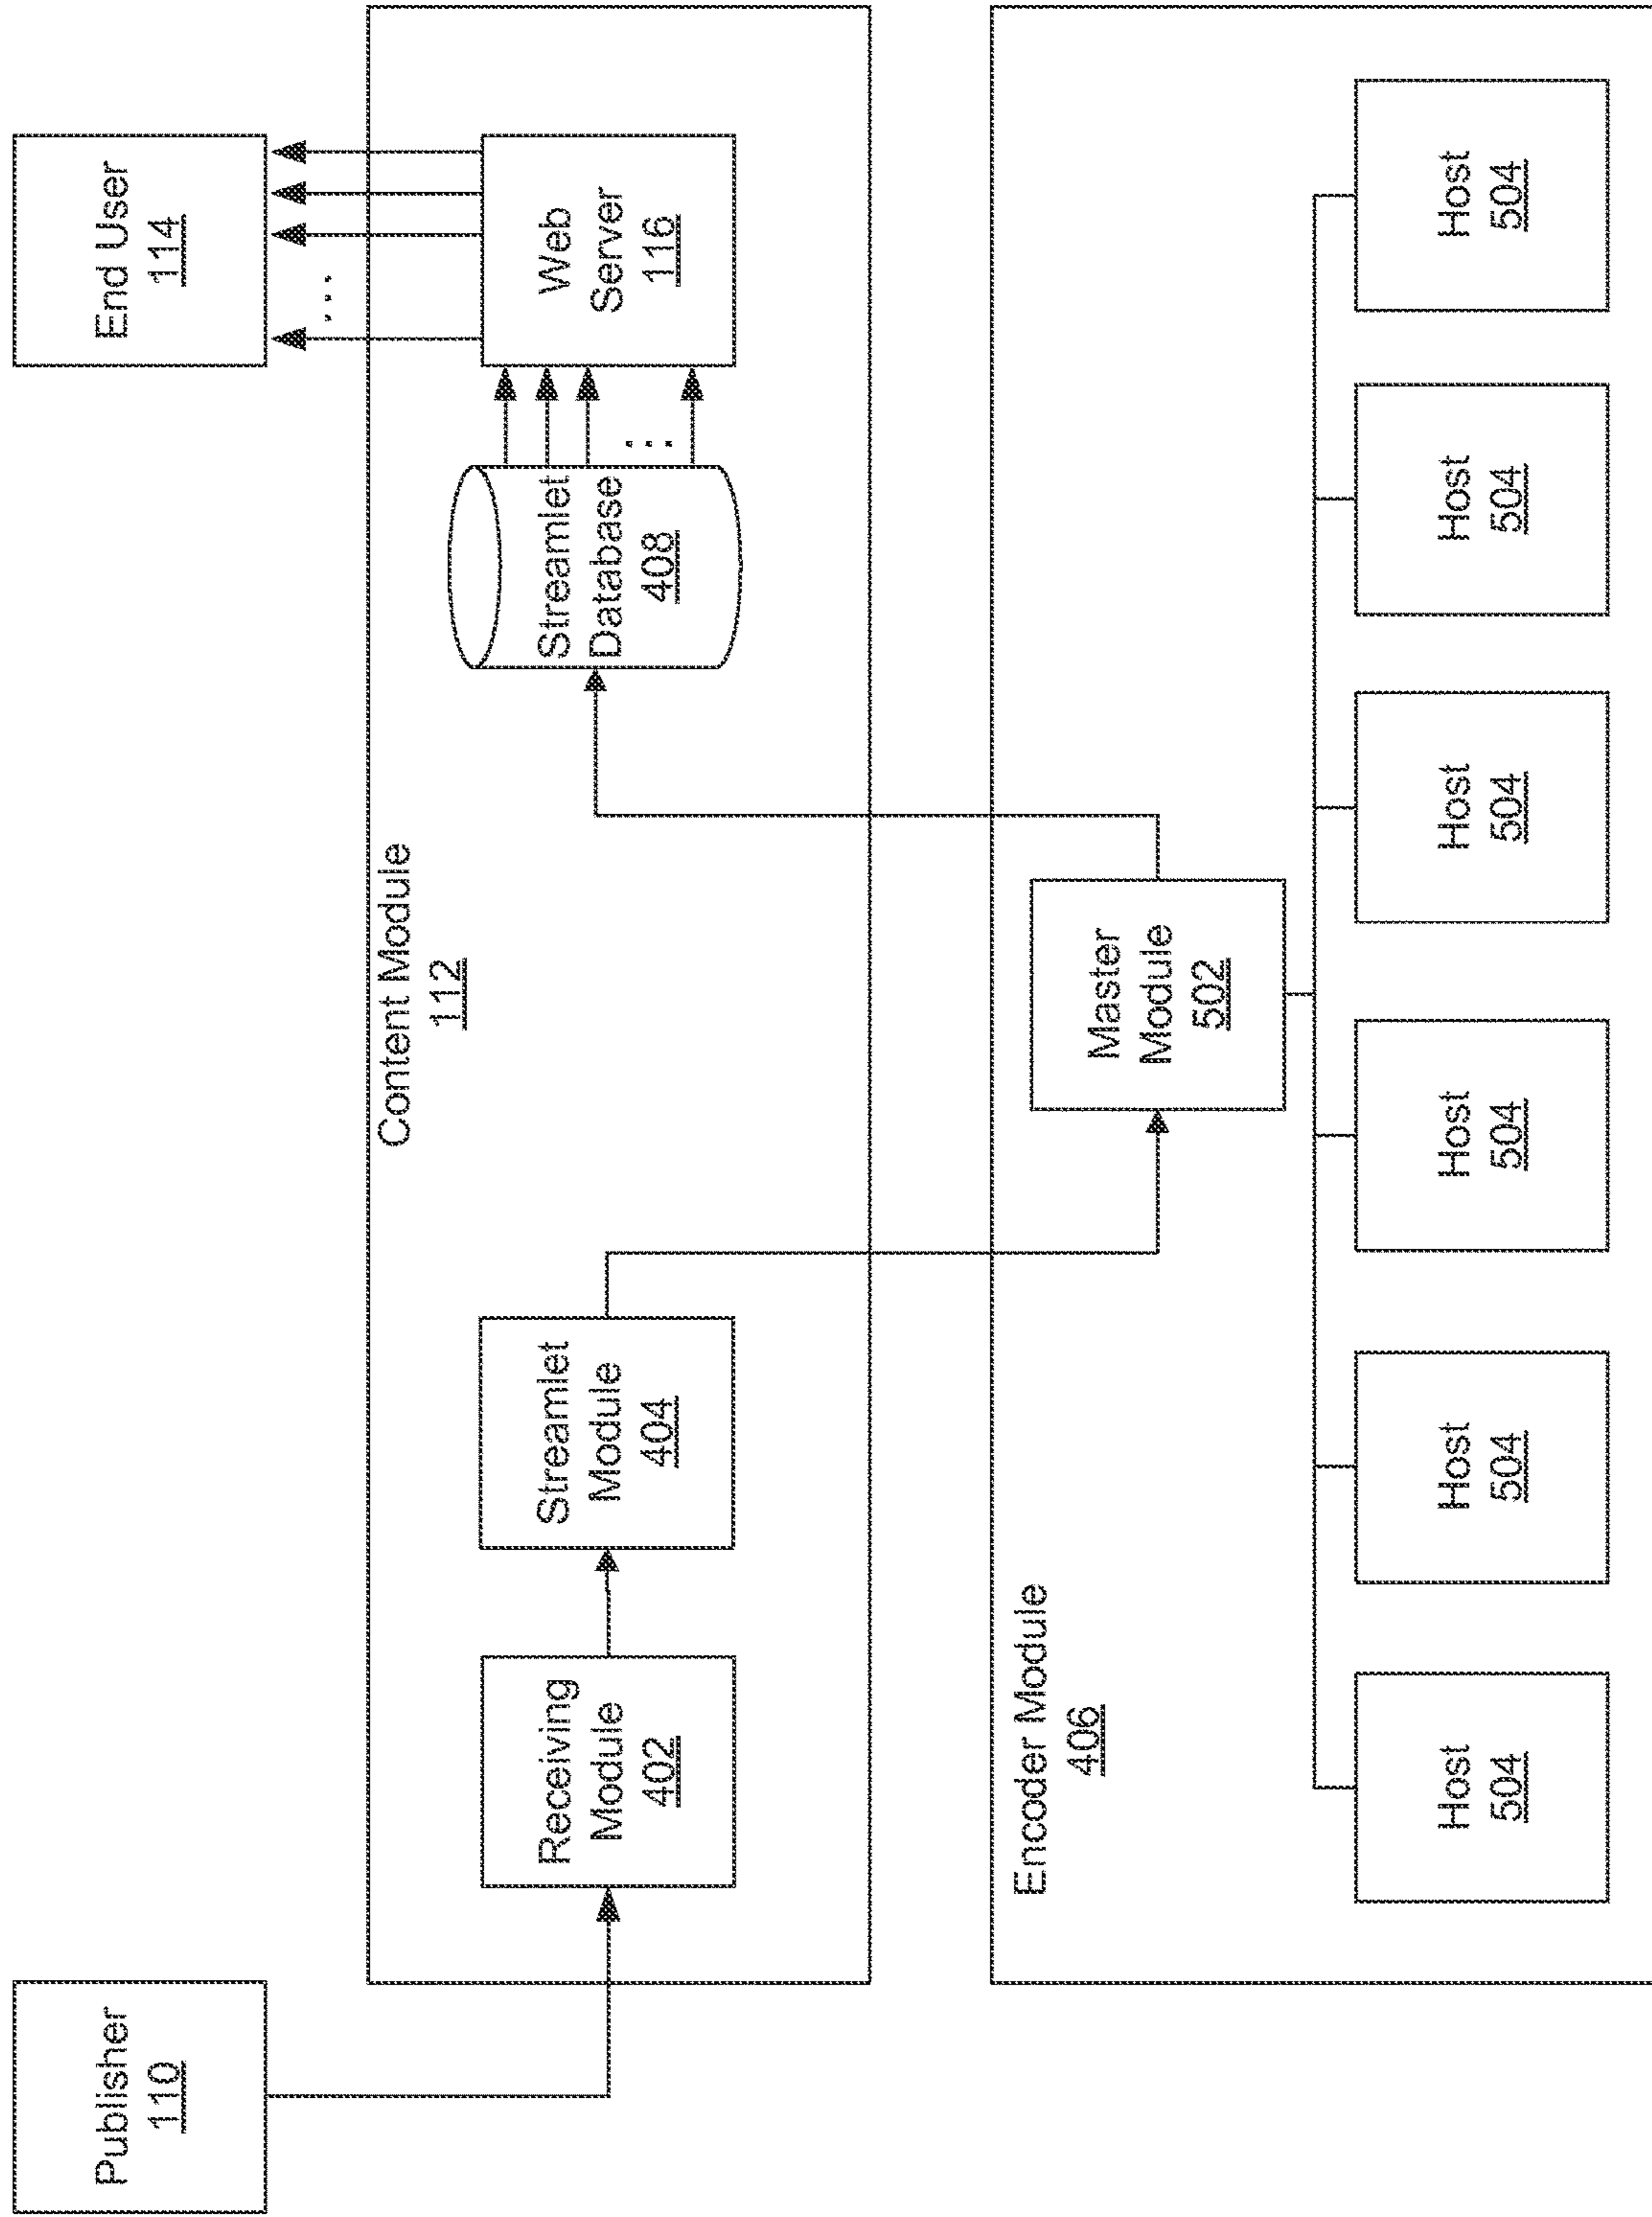 Publisher
110
End User
114
Content Module
112
Receiving
Module
402
Streamlet
Module
404
Streamlet
Database
408
Web
Server
116
Encoder Module
406
Master
Module
502
Host
504
Host
504
Host
504
Host
504
Host
504
Host
504